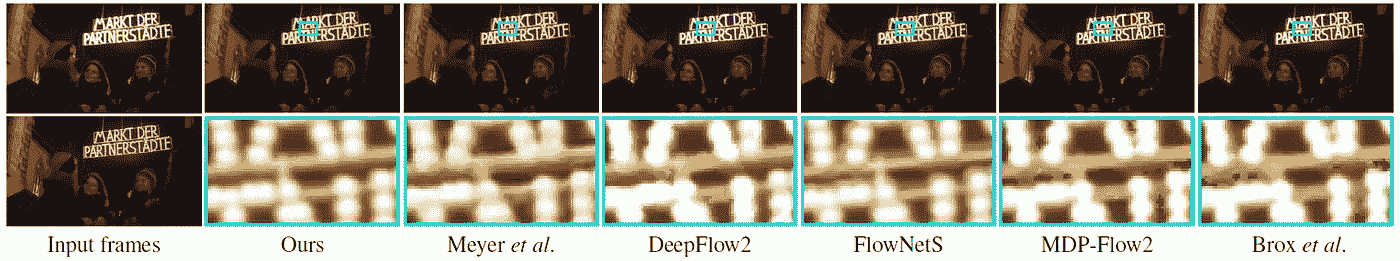 MARKT DER
PARTNERSTÄDTE
MARKT DER
PARTNERSTÄDTE
MARKT DER
PARTNERSTÄDTE
MARKT DER
PARTNERSTÄDTE
MARKT DER
PARTNERSTÄDTE
MARKT DER
PARTNERSTÄDTE
MARKT DER
PARTNERSTÄDTE
MARKT DER
PARTNERSTÄDTE
Input frames
Ours
Meyer et al.
DeepFlow2
FlowNetS
MDP-Flow2
Brox et al.